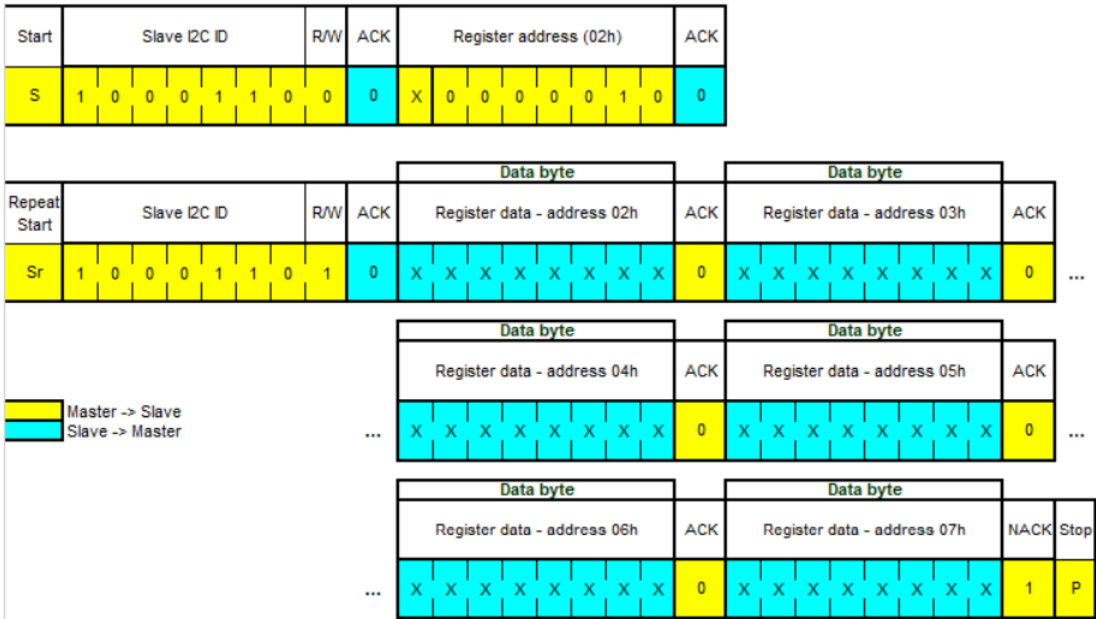 Start Slave I2C ID R/W ACK Register address (02h) ACK
S 1 0 0 0 1 1 0 0 0 X 0 0 0 0 0 1 0 0
Data byte Data byte
Repeat Start Slave I2C ID R/W ACK Register data - address 02h ACK Register data - address 03h ACK
Sr 1 0 0 0 1 1 0 1 0 X X X X X X X X 0 X X X X X X X X 0 ...
Data byte Data byte
Register data - address 04h ACK Register data - address 05h ACK
Master -> Slave
Slave -> Master
... X X X X X X X X 0 X X X X X X X X 0 ...
Data byte Data byte
Register data - address 06h ACK Register data - address 07h NACK Stop
... X X X X X X X X 0 X X X X X X X X 1 P